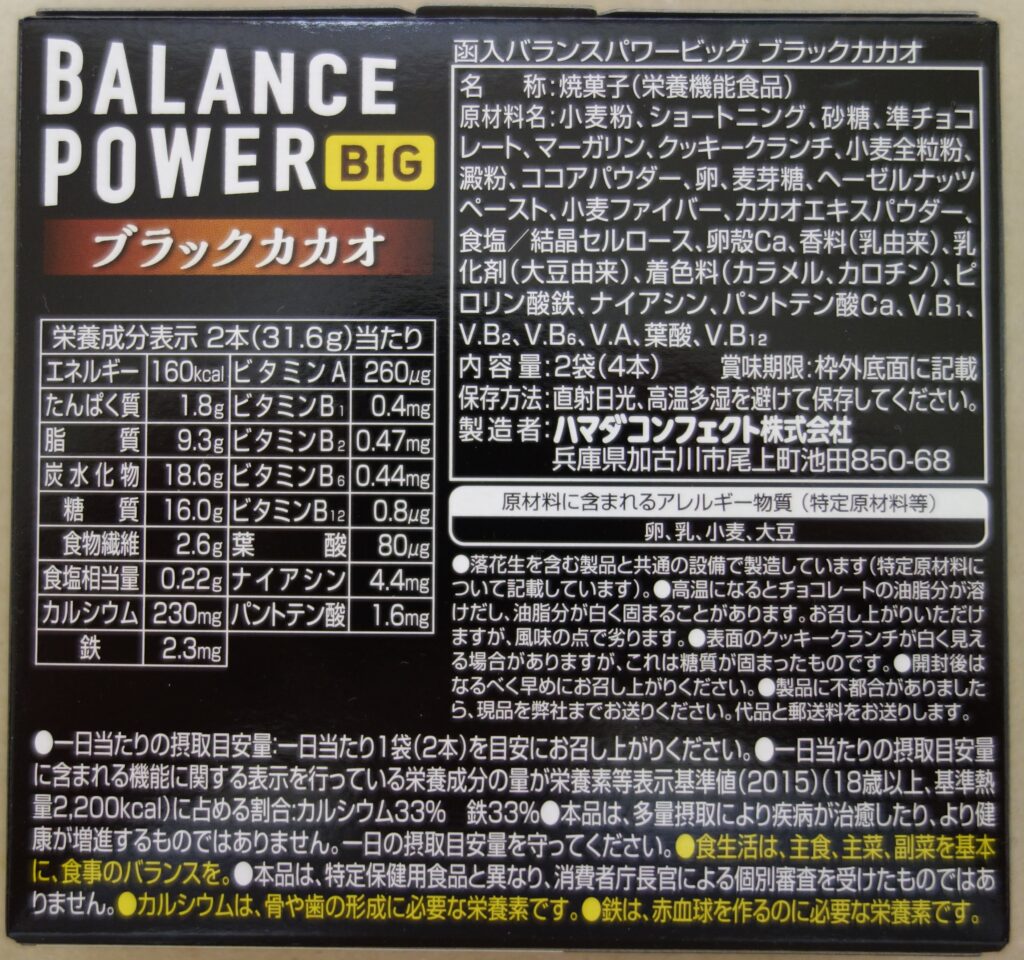 BALANCE
POWER BIG
ブラックカカオ
栄養成分表示 2本(31.6g)当たり
エネルギー 160kcal ビタミンA 260μg
たんぱく質 1.8g ビタミンB1 0.4mg
脂質 9.3g ビタミンB2 0.47mg
炭水化物 18.6g ビタミンB6 0.44mg
糖質 16.0g ビタミンB12 0.8μg
食物繊維 2.6g 葉酸 80μg
食塩相当量 0.22g ナイアシン 4.4mg
カルシウム 230mg パントテン酸 1.6mg
鉄 2.3mg
函入バランスパワービッグ ブラックカカオ
名称:焼菓子(栄養機能食品)
原材料名:小麦粉、ショートニング、砂糖、準チョコ
レート、マーガリン、クッキークランチ、小麦全粒粉、
澱粉、ココアパウダー、卵、麦芽糖、ヘーゼルナッツ
ペースト、小麦ファイバー、カカオエキスパウダー、
食塩/結晶セルロース、卵殻Ca、香料(乳由来)、乳
化剤(大豆由来)、着色料(カラメル、カロチン)、ピ
ロリン酸鉄、ナイアシン、パントテン酸Ca、V.B1、
V.B2、V.B6、V.A、葉酸、V.B12
内容量:2袋(4本) 賞味期限:枠外底面に記載
保存方法:直射日光、高温多湿を避けて保存してください。
製造者:ハマダコンフェクト株式会社
兵庫県加古川市尾上町池田850-68
原材料に含まれるアレルギー物質(特定原材料等)
卵、乳、小麦、大豆
●落花生を含む製品と共通の設備で製造しています(特定原材料に
ついて記載しています)。●高温になるとチョコレートの油脂分が溶
けだし、油脂分が白く固まることがあります。お召し上がりいただけ
ますが、風味の点で劣ります。●表面のクッキークランチが白く見え
る場合がありますが、これは糖質が固まったものです。●開封後は
なるべく早めにお召し上がりください。●製品に不都合がありました
ら、現品を弊社までお送りください。代品と郵送料をお送りします。
●一日当たりの摂取目安量:一日当たり1袋(2本)を目安にお召し上がりください。●一日当たりの摂取目安量
に含まれる機能に関する表示を行っている栄養成分の量が栄養素等表示基準値(2015)(18歳以上、基準熱
量2,200kcal)に占める割合:カルシウム33% 鉄33%●本品は、多量摂取により疾病が治癒したり、より健
康が増進するものではありません。一日の摂取目安量を守ってください。●食生活は、主食、主菜、副菜を基本
に、食事のバランスを。●本品は、特定保健用食品と異なり、消費者庁長官による個別審査を受けたものではあ
りません。●カルシウムは、骨や歯の形成に必要な栄養素です。●鉄は、赤血球を作るのに必要な栄養素です。